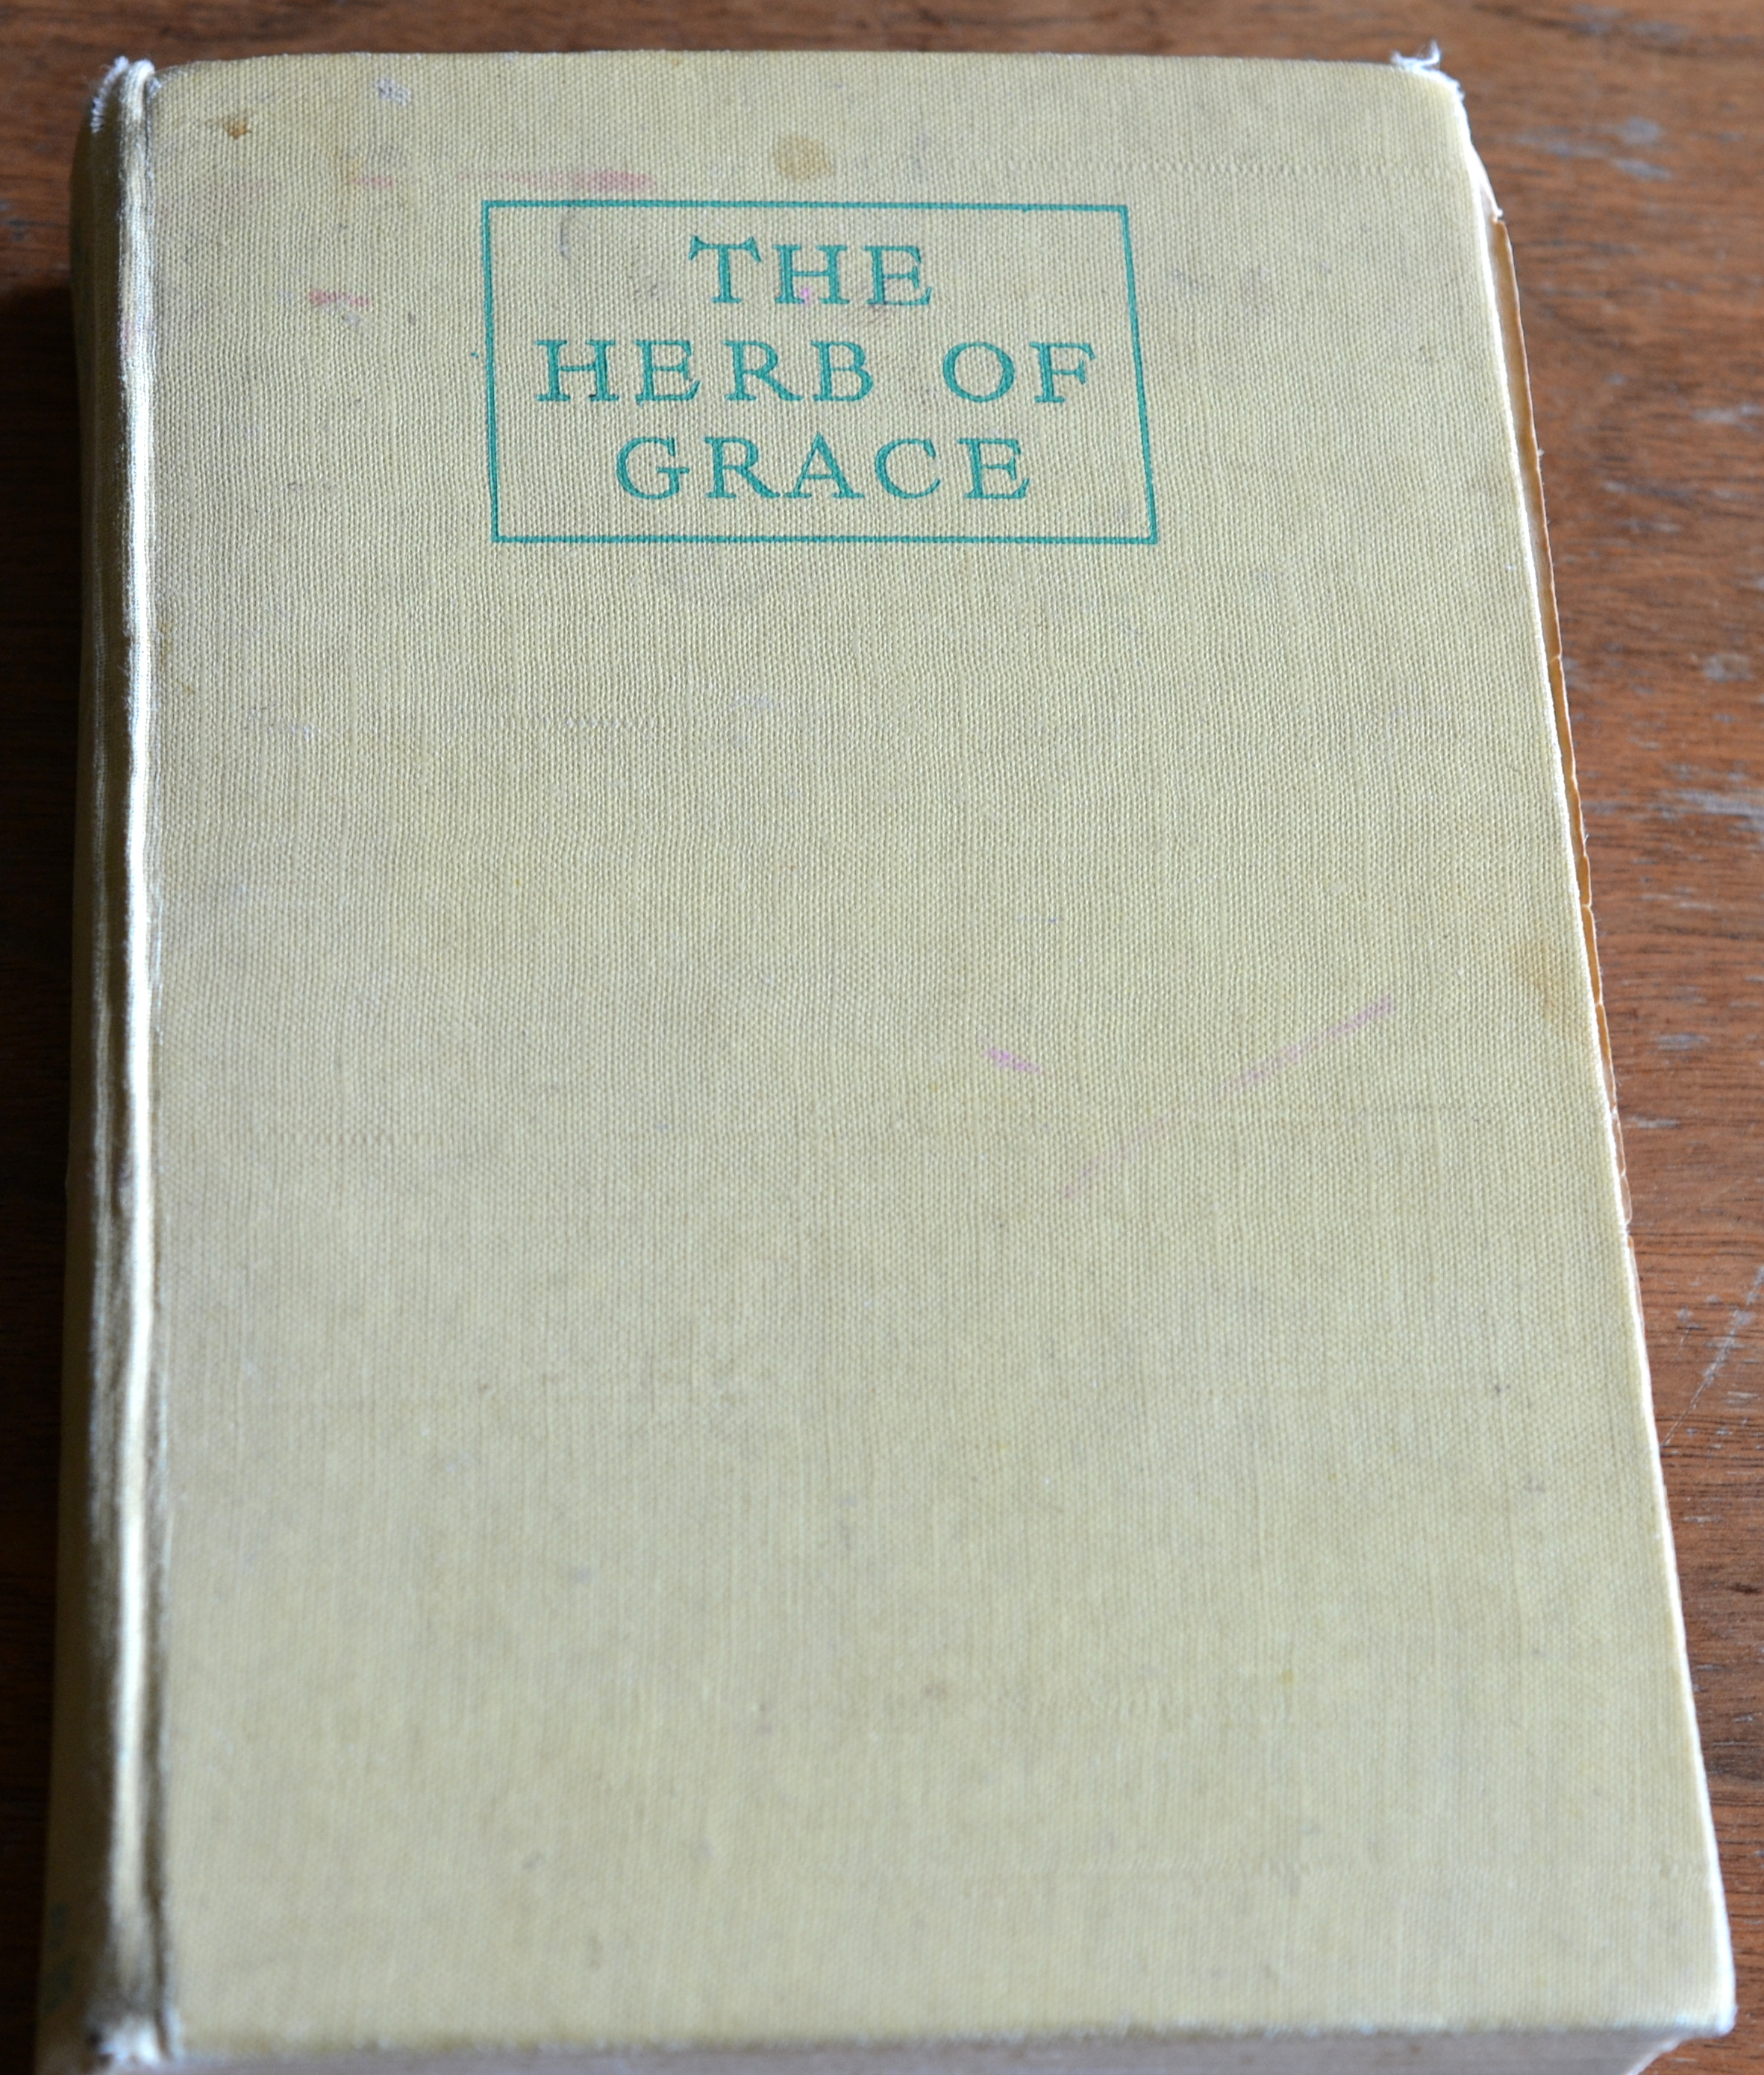 THE
HERB OF
GRACE